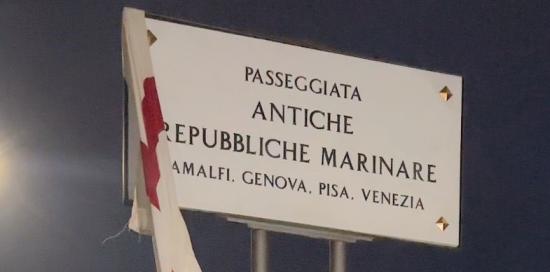 PASSEGGIATA
ANTICHE
REPUBBLICHE MARINARE
AMALFI, GENOVA, PISA, VENEZIA